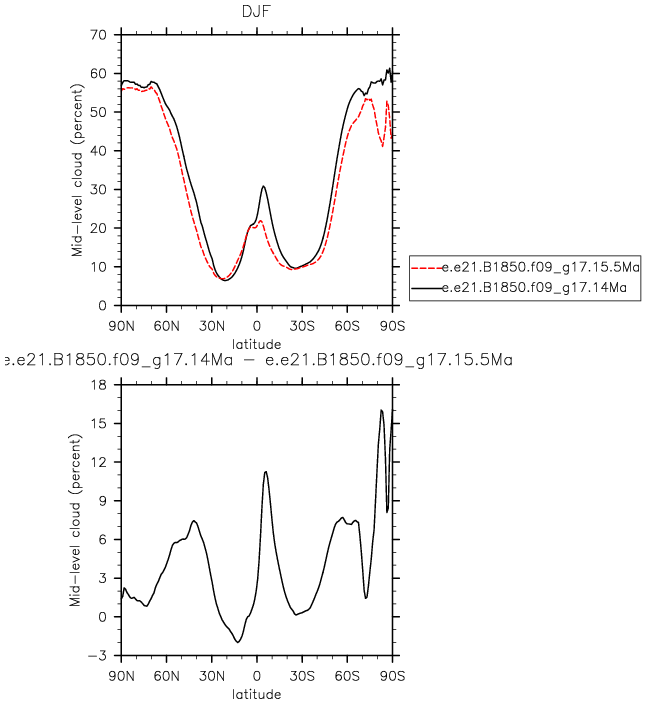 DJF
70
60
50
40
30
20
10
0
Mid-level cloud (percent)
90N 60N 30N 0 30S 60S 90S
latitude
e.e21.B1850.f09_g17.15.5Ma
e.e21.B1850.f09_g17.14Ma
e.e21.B1850.f09_g17.14Ma - e.e21.B1850.f09_g17.15.5Ma
18
15
12
9
6
3
0
-3
Mid-level cloud (percent)
90N 60N 30N 0 30S 60S 90S
latitude